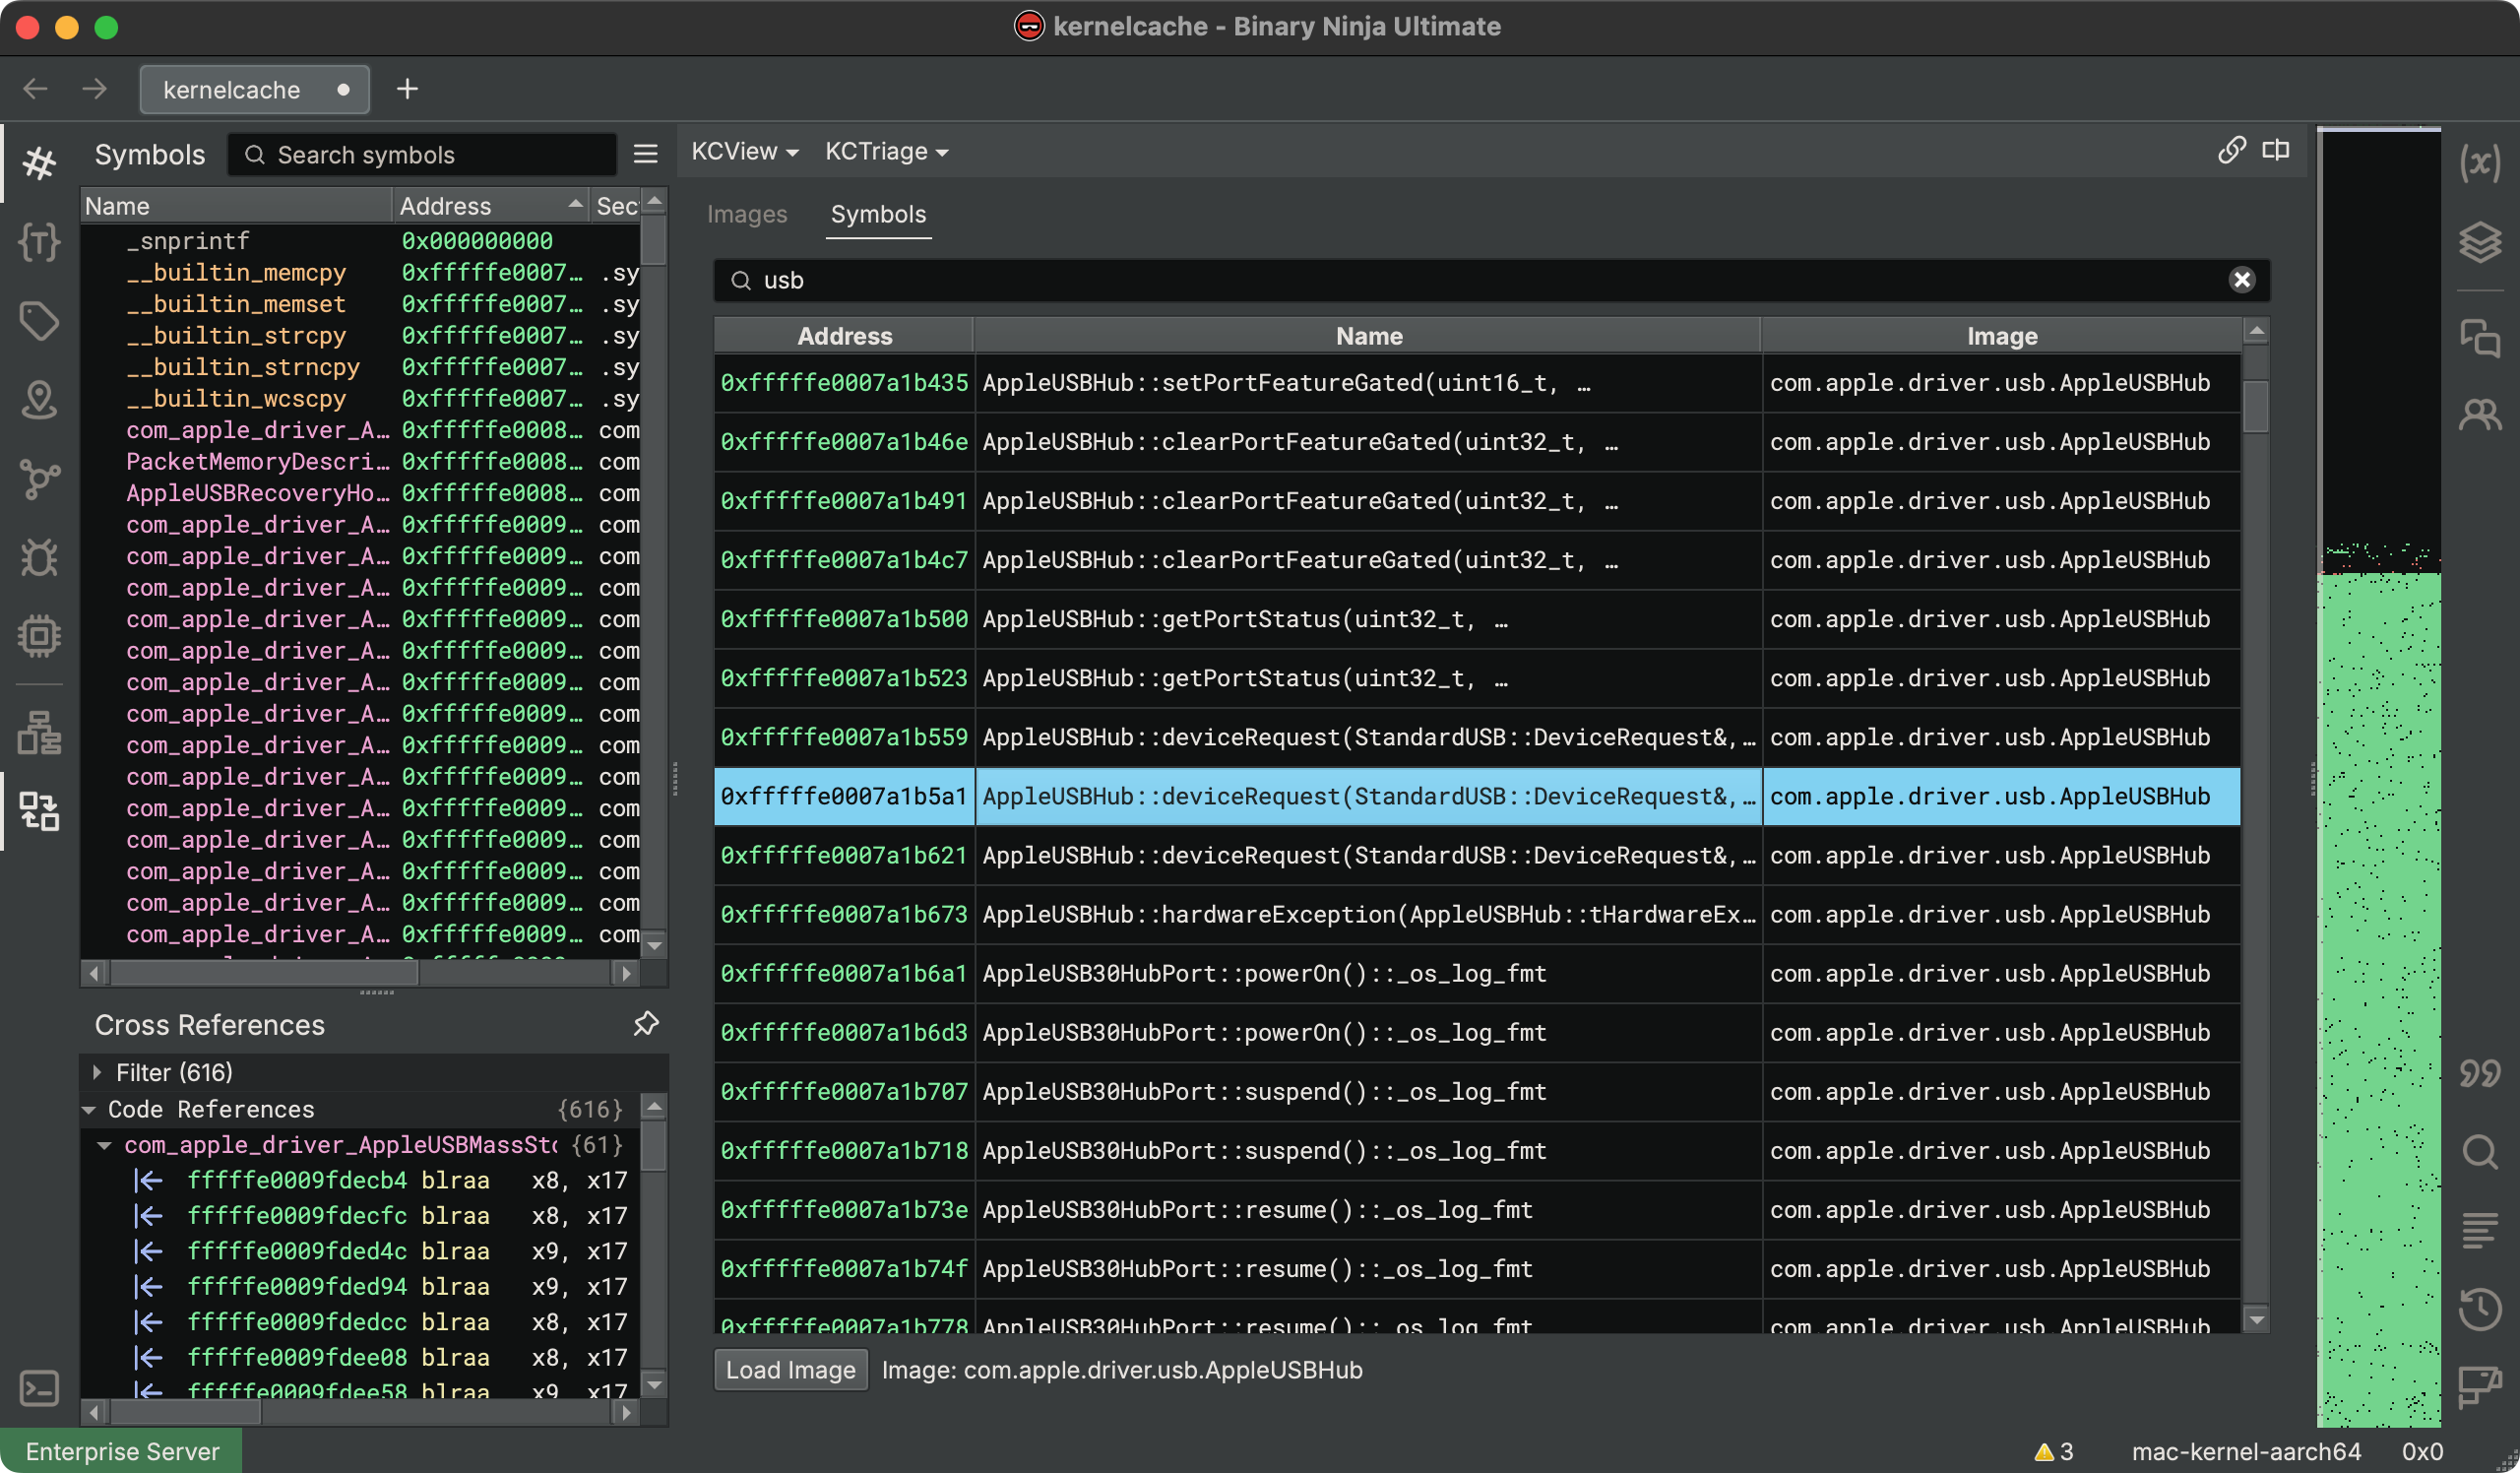 kernelcache - Binary Ninja Ultimate
kernelcache
Symbols
Search symbols
Name Address Sec
_snprintf 0x000000000
__builtin_memcpy 0xfffffe0007… .sy
__builtin_memset 0xfffffe0007… .sy
__builtin_strcpy 0xfffffe0007… .sy
__builtin_strncpy 0xfffffe0007… .sy
__builtin_wcscpy 0xfffffe0007… .sy
com_apple_driver_A… 0xfffffe0008… com
PacketMemoryDescri… 0xfffffe0008… com
AppleUSBRecoveryHo… 0xfffffe0008… com
com_apple_driver_A… 0xfffffe0009… com
com_apple_driver_A… 0xfffffe0009… com
com_apple_driver_A… 0xfffffe0009… com
com_apple_driver_A… 0xfffffe0009… com
com_apple_driver_A… 0xfffffe0009… com
com_apple_driver_A… 0xfffffe0009… com
com_apple_driver_A… 0xfffffe0009… com
com_apple_driver_A… 0xfffffe0009… com
com_apple_driver_A… 0xfffffe0009… com
com_apple_driver_A… 0xfffffe0009… com
com_apple_driver_A… 0xfffffe0009… com
com_apple_driver_A… 0xfffffe0009… com
com_apple_driver_A… 0xfffffe0009… com
com_apple_driver_A… 0xfffffe0009… com
Cross References
Filter (616)
Code References {616}
com_apple_driver_AppleUSBMassSto {61}
fffffe0009fdecb4 blraa x8, x17
fffffe0009fdecfc blraa x8, x17
fffffe0009fded4c blraa x9, x17
fffffe0009fded94 blraa x9, x17
fffffe0009fdedcc blraa x8, x17
fffffe0009fdee08 blraa x8, x17
fffffe0009fdee58 blraa x9, x17
KCView KCTriage
Images Symbols
usb
Address Name Image
0xfffffe0007a1b435 AppleUSBHub::setPortFeatureGated(uint16_t, … com.apple.driver.usb.AppleUSBHub
0xfffffe0007a1b46e AppleUSBHub::clearPortFeatureGated(uint32_t, … com.apple.driver.usb.AppleUSBHub
0xfffffe0007a1b491 AppleUSBHub::clearPortFeatureGated(uint32_t, … com.apple.driver.usb.AppleUSBHub
0xfffffe0007a1b4c7 AppleUSBHub::clearPortFeatureGated(uint32_t, … com.apple.driver.usb.AppleUSBHub
0xfffffe0007a1b500 AppleUSBHub::getPortStatus(uint32_t, … com.apple.driver.usb.AppleUSBHub
0xfffffe0007a1b523 AppleUSBHub::getPortStatus(uint32_t, … com.apple.driver.usb.AppleUSBHub
0xfffffe0007a1b559 AppleUSBHub::deviceRequest(StandardUSB::DeviceRequest&,… com.apple.driver.usb.AppleUSBHub
0xfffffe0007a1b5a1 AppleUSBHub::deviceRequest(StandardUSB::DeviceRequest&,… com.apple.driver.usb.AppleUSBHub
0xfffffe0007a1b621 AppleUSBHub::deviceRequest(StandardUSB::DeviceRequest&,… com.apple.driver.usb.AppleUSBHub
0xfffffe0007a1b673 AppleUSBHub::hardwareException(AppleUSBHub::tHardwareEx… com.apple.driver.usb.AppleUSBHub
0xfffffe0007a1b6a1 AppleUSB30HubPort::powerOn()::_os_log_fmt com.apple.driver.usb.AppleUSBHub
0xfffffe0007a1b6d3 AppleUSB30HubPort::powerOn()::_os_log_fmt com.apple.driver.usb.AppleUSBHub
0xfffffe0007a1b707 AppleUSB30HubPort::suspend()::_os_log_fmt com.apple.driver.usb.AppleUSBHub
0xfffffe0007a1b718 AppleUSB30HubPort::suspend()::_os_log_fmt com.apple.driver.usb.AppleUSBHub
0xfffffe0007a1b73e AppleUSB30HubPort::resume()::_os_log_fmt com.apple.driver.usb.AppleUSBHub
0xfffffe0007a1b74f AppleUSB30HubPort::resume()::_os_log_fmt com.apple.driver.usb.AppleUSBHub
0xfffffe0007a1b778 AppleUSB30HubPort::resume()::_os_log_fmt com.apple.driver.usb.AppleUSBHub
Load Image Image: com.apple.driver.usb.AppleUSBHub
Enterprise Server 3 mac-kernel-aarch64 0x0